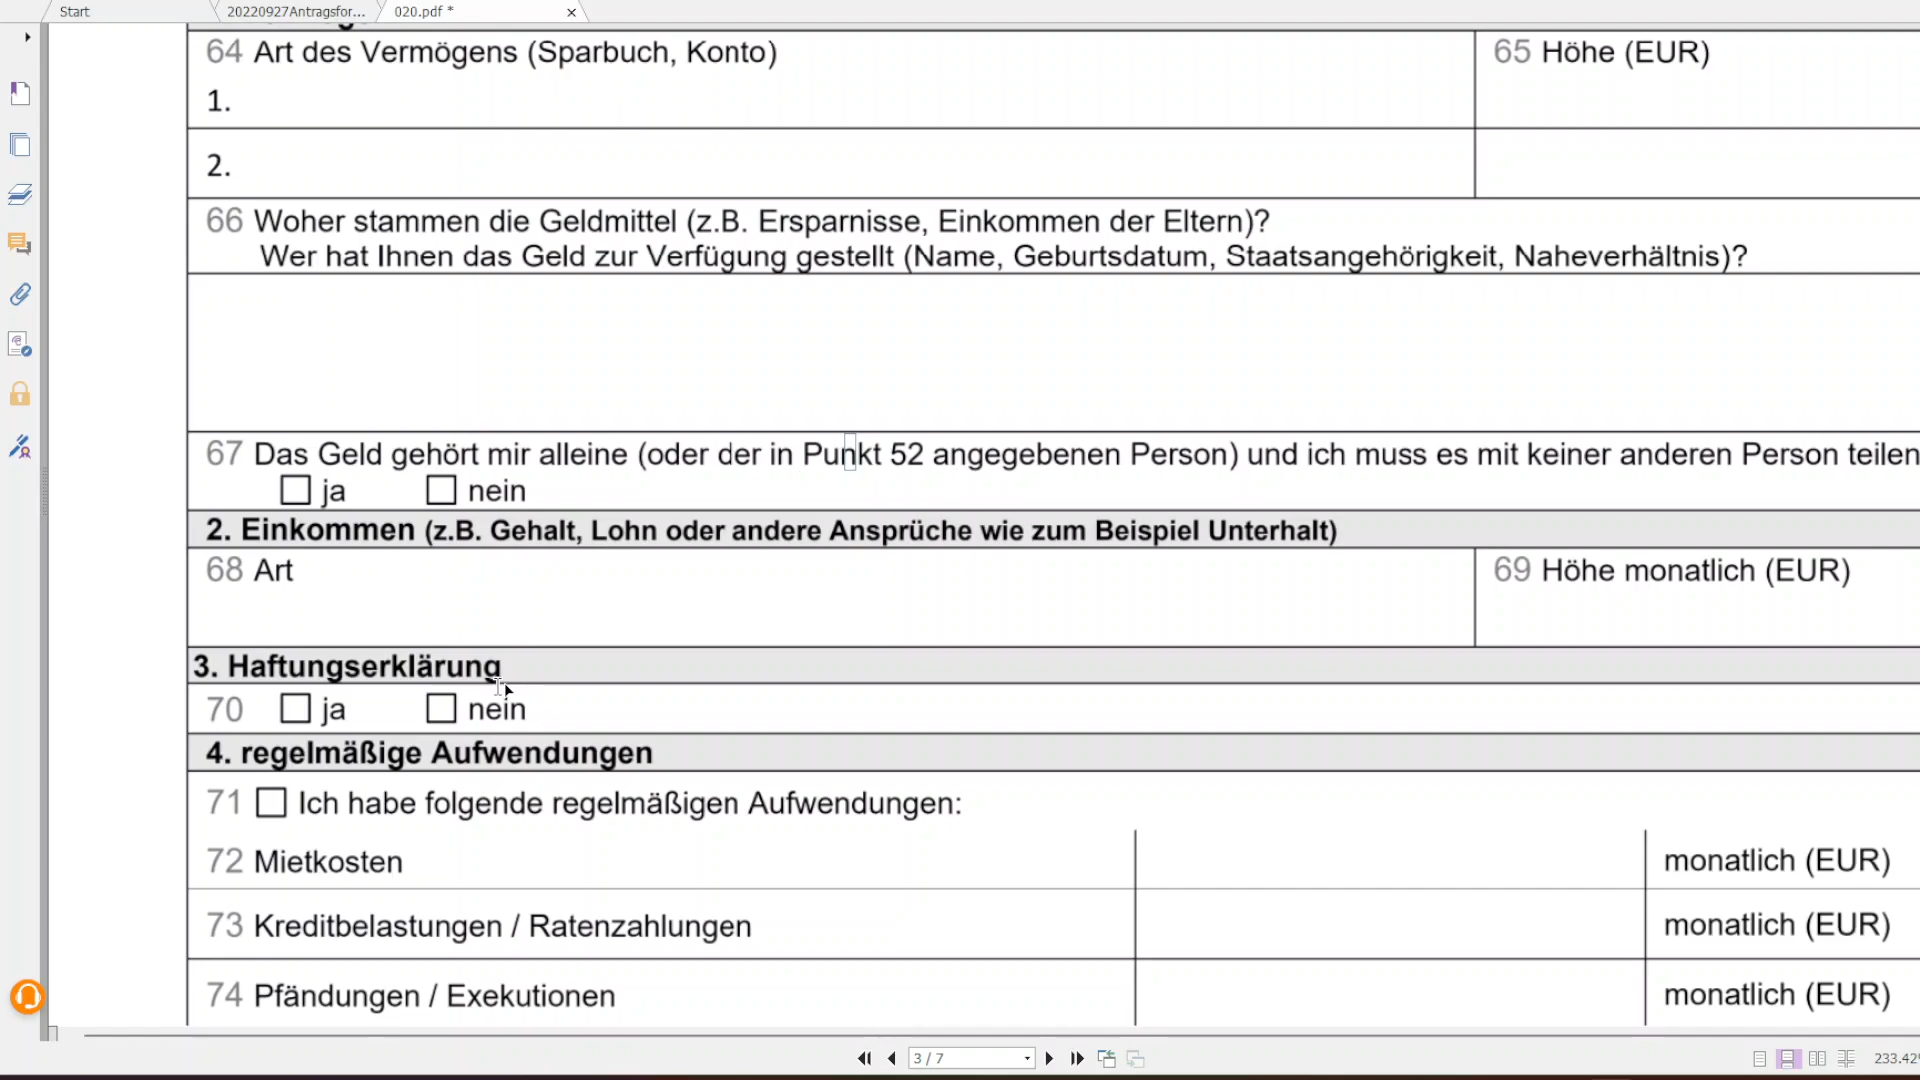 Start
20220927Antragsfor...
020.pdf *
64 Art des Vermögens (Sparbuch, Konto)
65 Höhe (EUR)
1.
2.
66 Woher stammen die Geldmittel (z.B. Ersparnisse, Einkommen der Eltern)?
Wer hat Ihnen das Geld zur Verfügung gestellt (Name, Geburtsdatum, Staatsangehörigkeit, Naheverhältnis)?
67 Das Geld gehört mir alleine (oder der in Punkt 52 angegebenen Person) und ich muss es mit keiner anderen Person teilen
ja nein
2. Einkommen (z.B. Gehalt, Lohn oder andere Ansprüche wie zum Beispiel Unterhalt)
68 Art
69 Höhe monatlich (EUR)
3. Haftungserklärung
70 ja nein
4. regelmäßige Aufwendungen
71 Ich habe folgende regelmäßigen Aufwendungen:
72 Mietkosten monatlich (EUR)
73 Kreditbelastungen / Ratenzahlungen monatlich (EUR)
74 Pfändungen / Exekutionen monatlich (EUR)
3 / 7
233.42